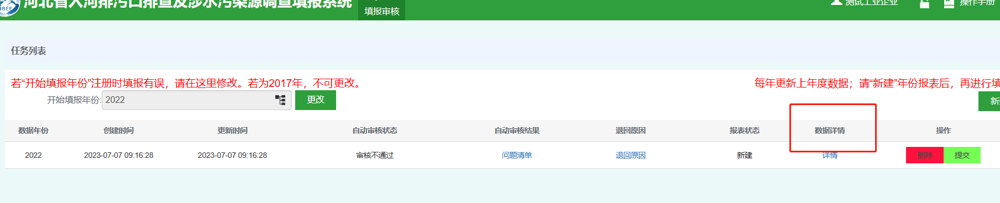 河北省入河排污口排查及涉水污染源调查填报系统
填报审核
测试工业企业
操作手册
任务列表
若“开始填报年份”注册时填报有误，请在这里修改。若为2017年，不可更改。
每年更新上年度数据；请“新建”年份报表后，再进行填
开始填报年份:
2022
更改
新
数据年份 创建时间 更新时间 自动审核状态 自动审核结果 退回原因 报表状态 数据详情 操作
2022 2023-07-07 09:16:28 2023-07-07 09:16:28 审核不通过 问题清单 退回原因 新建 详情 删除 提交